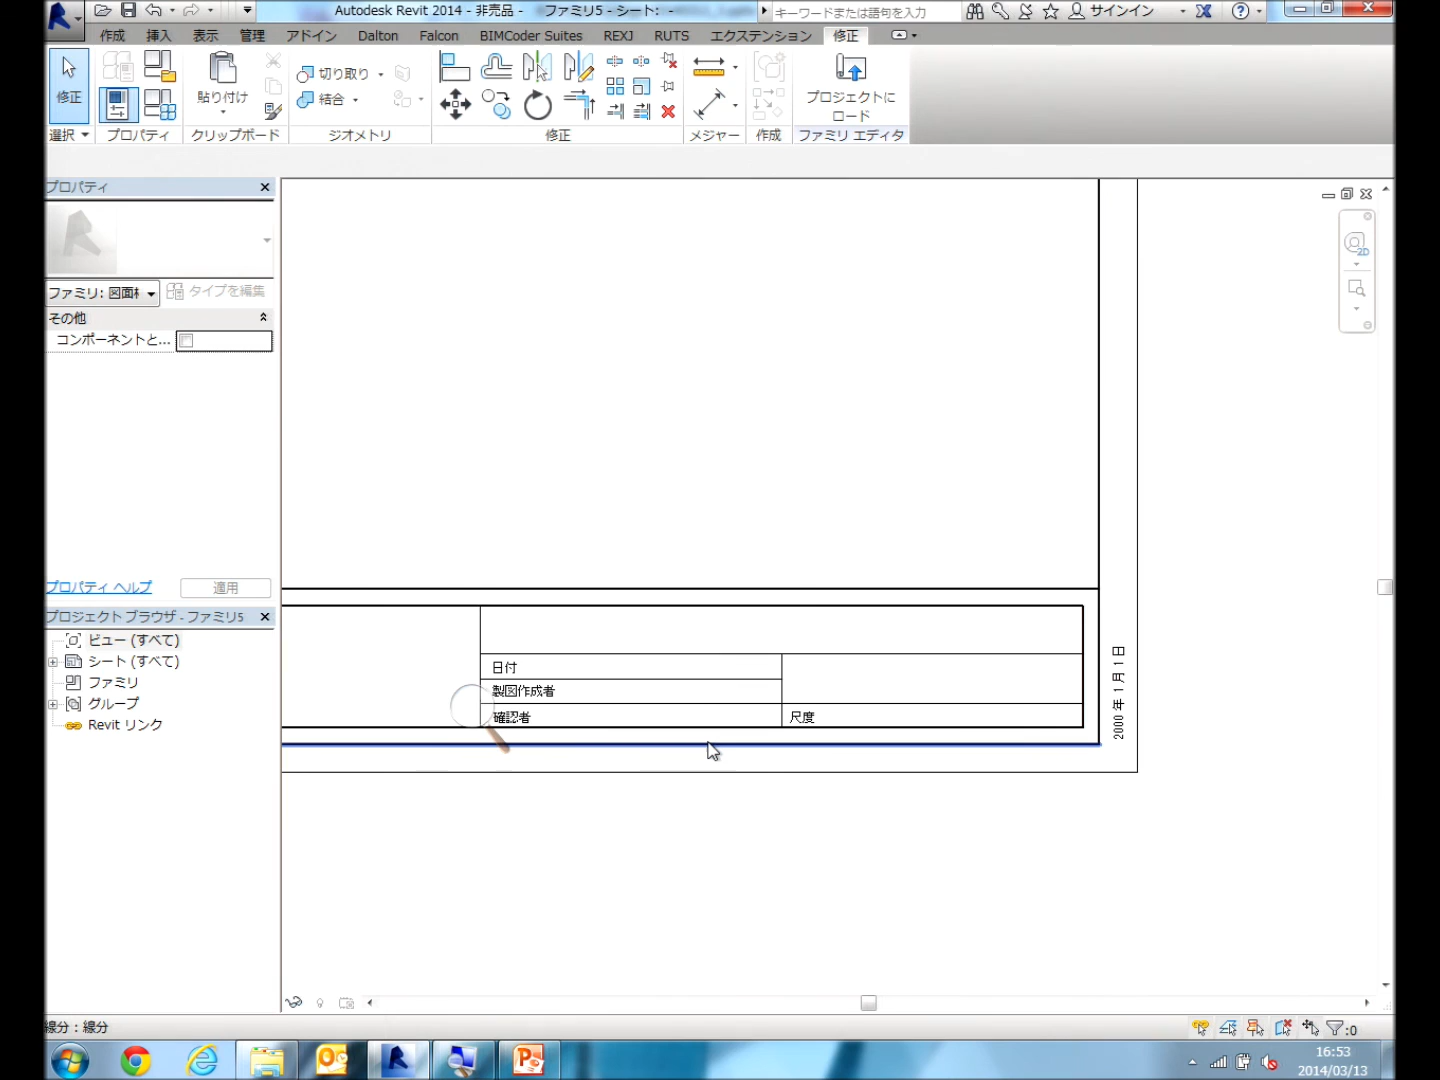 Autodesk Revit 2014 - 非売品 - ファミリ5 - シート: -
キーワードまたは語句を入力
サインイン
作成 挿入 表示 管理 アドイン Dalton Falcon BIMCoder Suites REXJ RUTS エクステンション 修正
修正
貼り付け
切り取り
結合
プロジェクトに
ロード
選択 プロパティ クリップボード ジオメトリ 修正 メジャー 作成 ファミリ エディタ
プロパティ
ファミリ: 図面
タイプを編集
その他
コンポーネントと...
プロパティ ヘルプ
適用
プロジェクト ブラウザ - ファミリ5
ビュー (すべて)
シート (すべて)
ファミリ
グループ
Revit リンク
日付
製図作成者
確認者
尺度
2000 年 1 月 1 日
2D
線分 : 線分
:0
16:53
2014/03/13